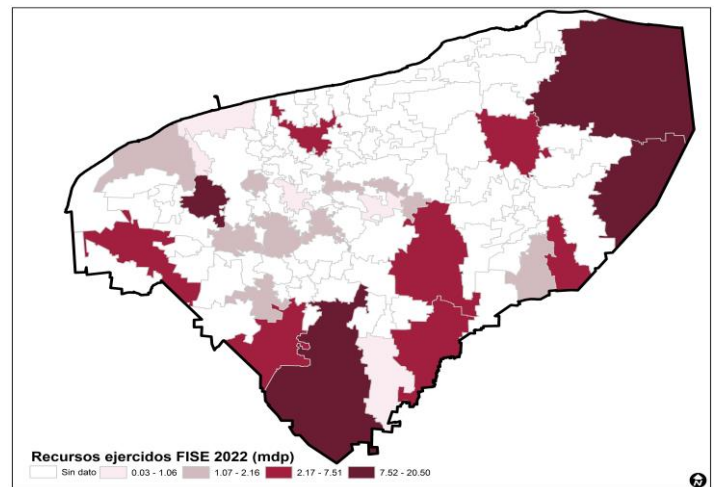 Recursos ejercidos FISE 2022 (mdp)
Sin dato 0.03 - 1.06 1.07 - 2.16 2.17 - 7.51 7.52 - 20.50